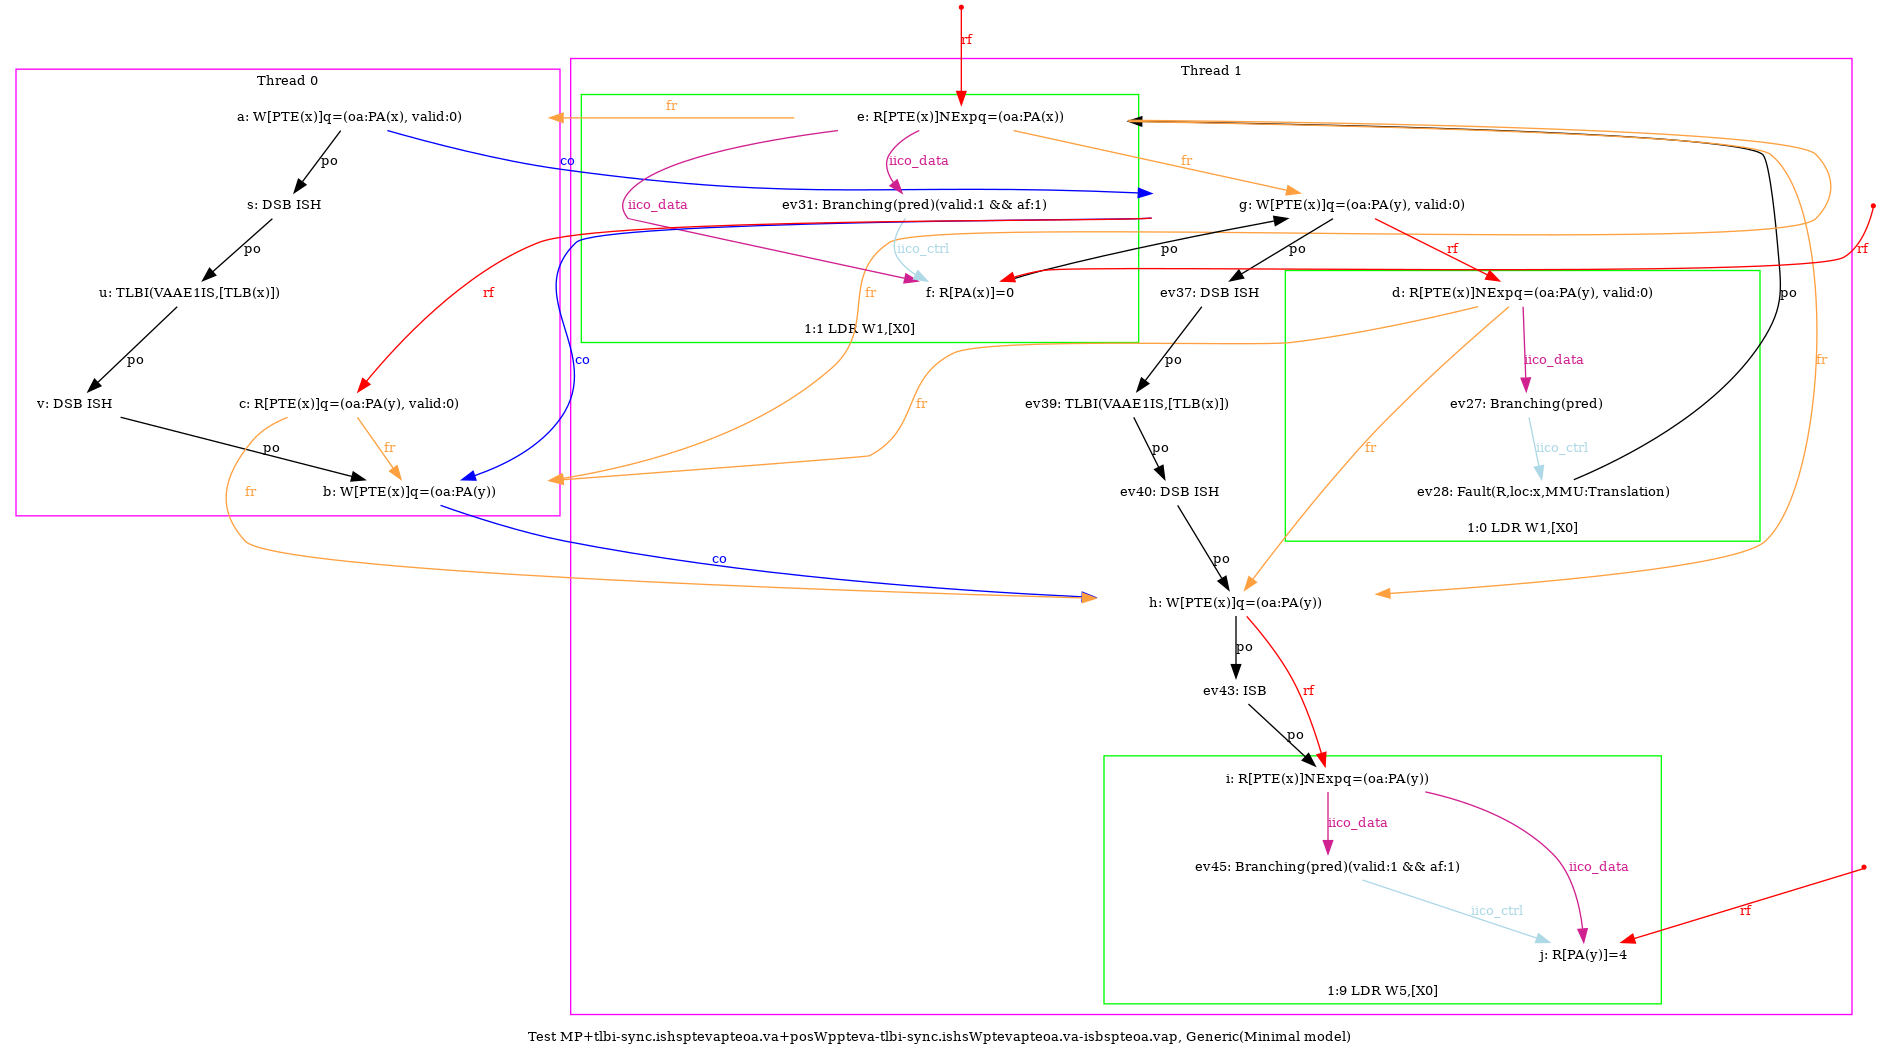 rf
Thread 0
Thread 1
a: W[PTE(x)]q=(oa:PA(x), valid:0)
fr
e: R[PTE(x)]NExpq=(oa:PA(x))
po
co
iico_data
fr
s: DSB ISH
iico_data
ev31: Branching(pred)(valid:1 && af:1)
g: W[PTE(x)]q=(oa:PA(y), valid:0)
po
iico_ctrl
po
po
rf
rf
u: TLBI(VAAE1IS,[TLB(x)])
rf
fr
f: R[PA(x)]=0
ev37: DSB ISH
d: R[PTE(x)]NExpq=(oa:PA(y), valid:0)
po
1:1 LDR W1,[X0]
po
co
po
iico_data
fr
v: DSB ISH
c: R[PTE(x)]q=(oa:PA(y), valid:0)
fr
ev39: TLBI(VAAE1IS,[TLB(x)])
ev27: Branching(pred)
po
fr
po
fr
iico_ctrl
fr
b: W[PTE(x)]q=(oa:PA(y))
ev40: DSB ISH
ev28: Fault(R,loc:x,MMU:Translation)
1:0 LDR W1,[X0]
co
po
h: W[PTE(x)]q=(oa:PA(y))
po
ev43: ISB
rf
po
i: R[PTE(x)]NExpq=(oa:PA(y))
iico_data
ev45: Branching(pred)(valid:1 && af:1)
iico_data
iico_ctrl
rf
j: R[PA(y)]=4
1:9 LDR W5,[X0]
Test MP+tlbi-sync.ishsptevapteoa.va+posWppteva-tlbi-sync.ishsWptevapteoa.va-isbspteoa.vap, Generic(Minimal model)